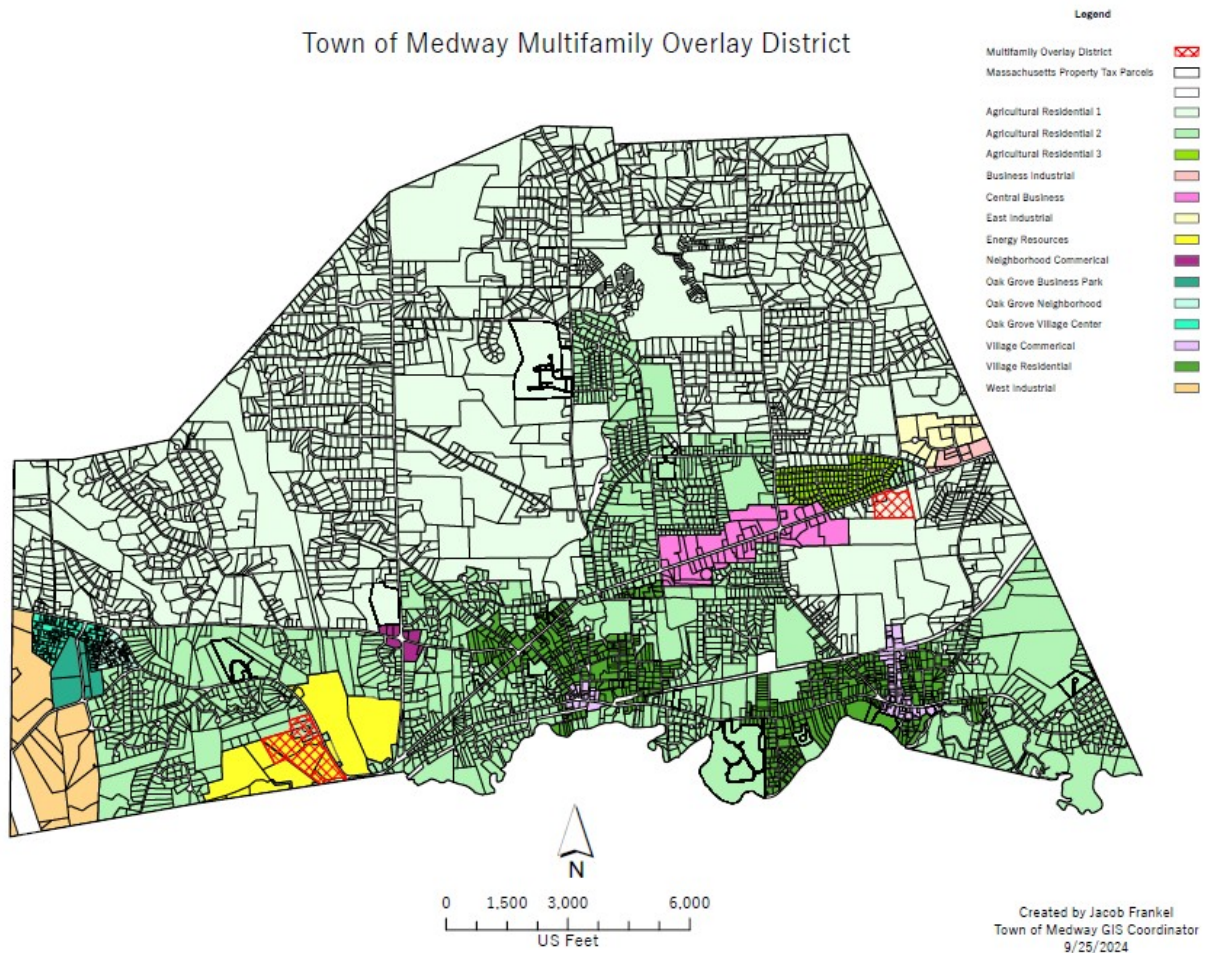 Town of Medway Multifamily Overlay District
Legend
Multifamily Overlay District
Massachusetts Property Tax Parcels
Agricultural Residential 1
Agricultural Residential 2
Agricultural Residential 3
Business Industrial
Central Business
East Industrial
Energy Resources
Neighborhood Commerical
Oak Grove Business Park
Oak Grove Neighborhood
Oak Grove Village Center
Village Commerical
Village Residential
West Industrial
N
0 1,500 3,000 6,000
US Feet
Created by Jacob Frankel
Town of Medway GIS Coordinator
9/25/2024